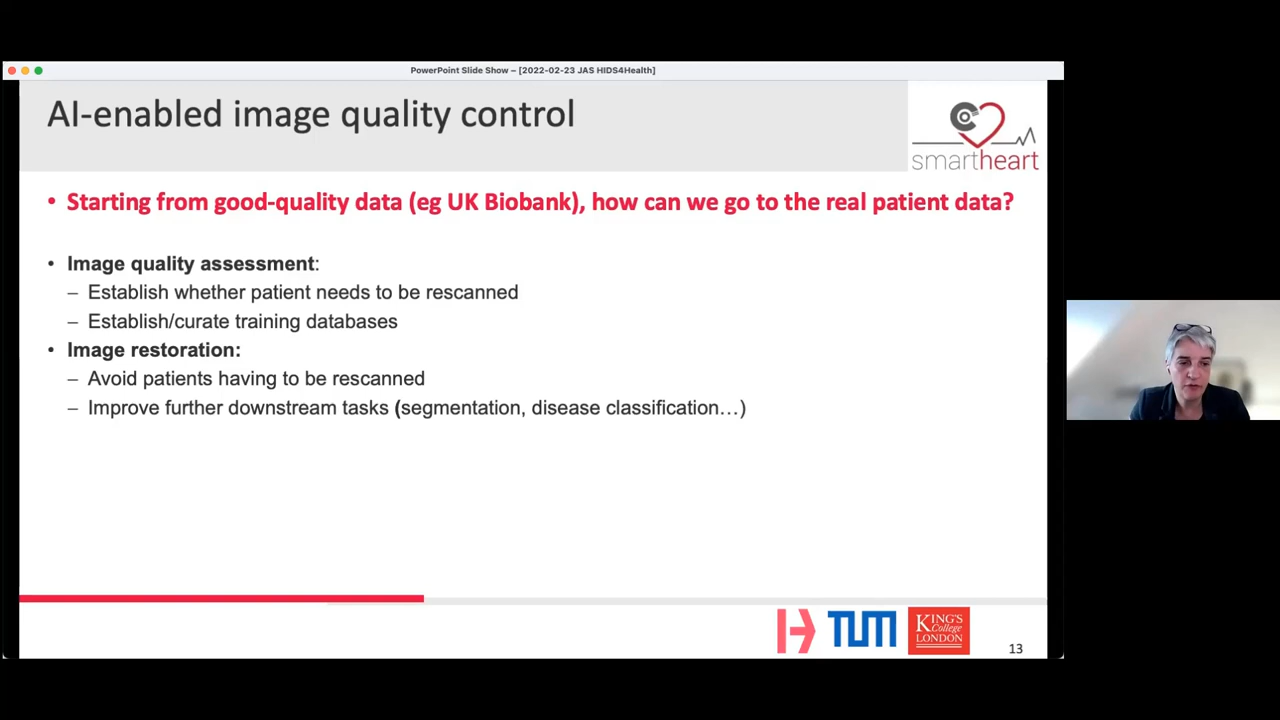 PowerPoint Slide Show – [2022-02-23 JAS HIDS4Health]
AI-enabled image quality control
smartheart
• Starting from good-quality data (eg UK Biobank), how can we go to the real patient data?
• Image quality assessment:
– Establish whether patient needs to be rescanned
– Establish/curate training databases
• Image restoration:
– Avoid patients having to be rescanned
– Improve further downstream tasks (segmentation, disease classification…)
TUM
KING'S
College
LONDON
13